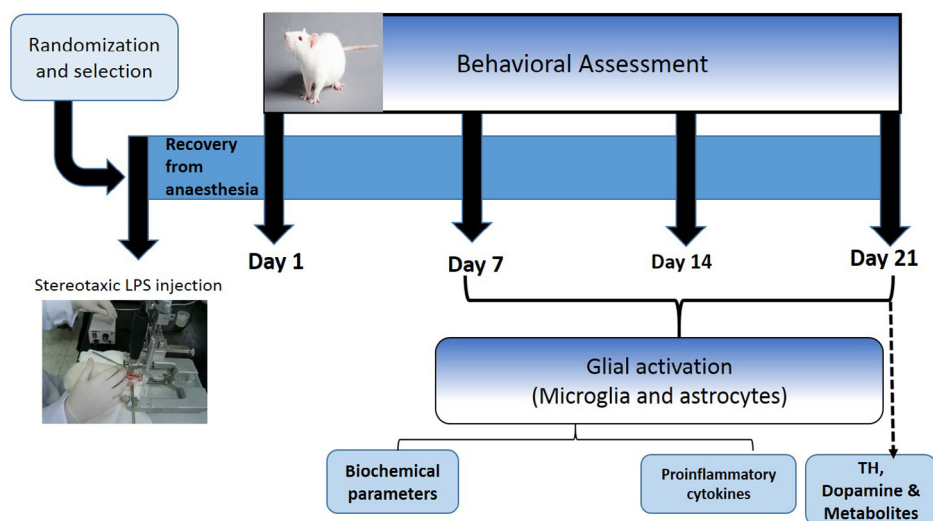 Randomization
and selection
Behavioral Assessment
Recovery
from
anaesthesia
Day 1
Day 7
Day 14
Day 21
Stereotaxic LPS injection
Glial activation
(Microglia and astrocytes)
Biochemical
parameters
Proinflammatory
cytokines
TH,
Dopamine &
Metabolites